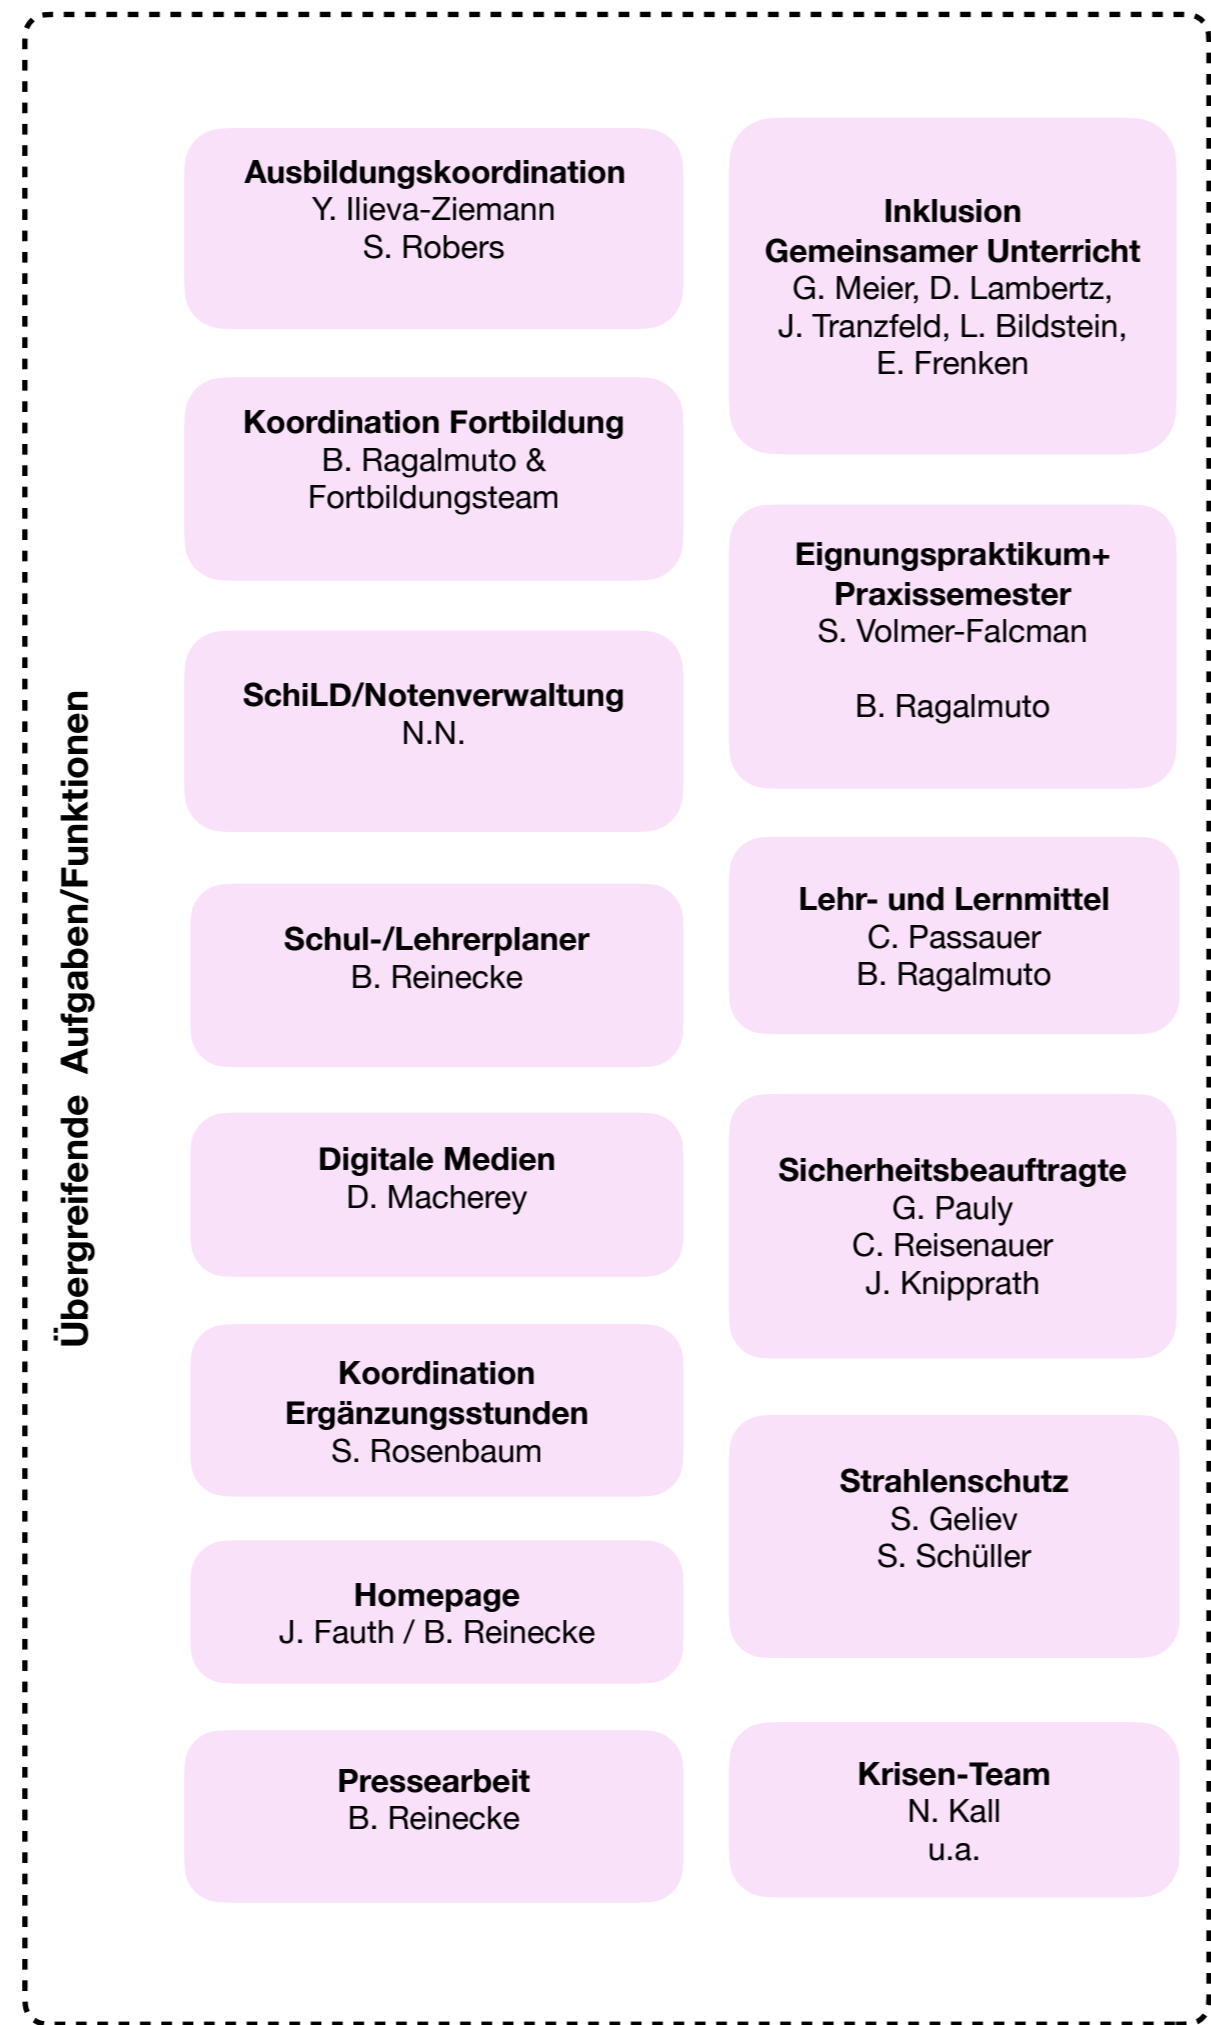 Übergreifende Aufgaben/Funktionen
Ausbildungskoordination
Y. Ilieva-Ziemann
S. Robers
Koordination Fortbildung
B. Ragalmuto &
Fortbildungsteam
SchiLD/Notenverwaltung
N.N.
Schul-/Lehrerplaner
B. Reinecke
Digitale Medien
D. Macherey
Koordination
Ergänzungsstunden
S. Rosenbaum
Homepage
J. Fauth / B. Reinecke
Pressearbeit
B. Reinecke
Inklusion
Gemeinsamer Unterricht
G. Meier, D. Lambertz,
J. Tranzfeld, L. Bildstein,
E. Frenken
Eignungspraktikum+
Praxissemester
S. Volmer-Falcman
B. Ragalmuto
Lehr- und Lernmittel
C. Passauer
B. Ragalmuto
Sicherheitsbeauftragte
G. Pauly
C. Reisenauer
J. Knipprath
Strahlenschutz
S. Geliev
S. Schüller
Krisen-Team
N. Kall
u.a.